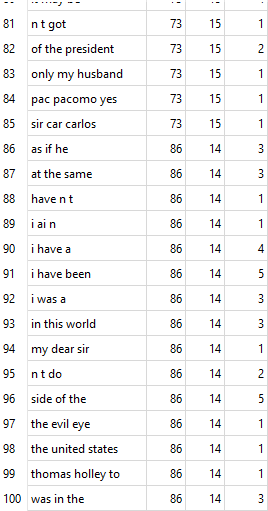 81 n t got 73 15 1
82 of the president 73 15 2
83 only my husband 73 15 1
84 pac pacomo yes 73 15 1
85 sir car carlos 73 15 1
86 as if he 86 14 3
87 at the same 86 14 3
88 have n t 86 14 1
89 i ai n 86 14 1
90 i have a 86 14 4
91 i have been 86 14 5
92 i was a 86 14 3
93 in this world 86 14 3
94 my dear sir 86 14 1
95 n t do 86 14 2
96 side of the 86 14 5
97 the evil eye 86 14 1
98 the united states 86 14 1
99 thomas holley to 86 14 1
100 was in the 86 14 3